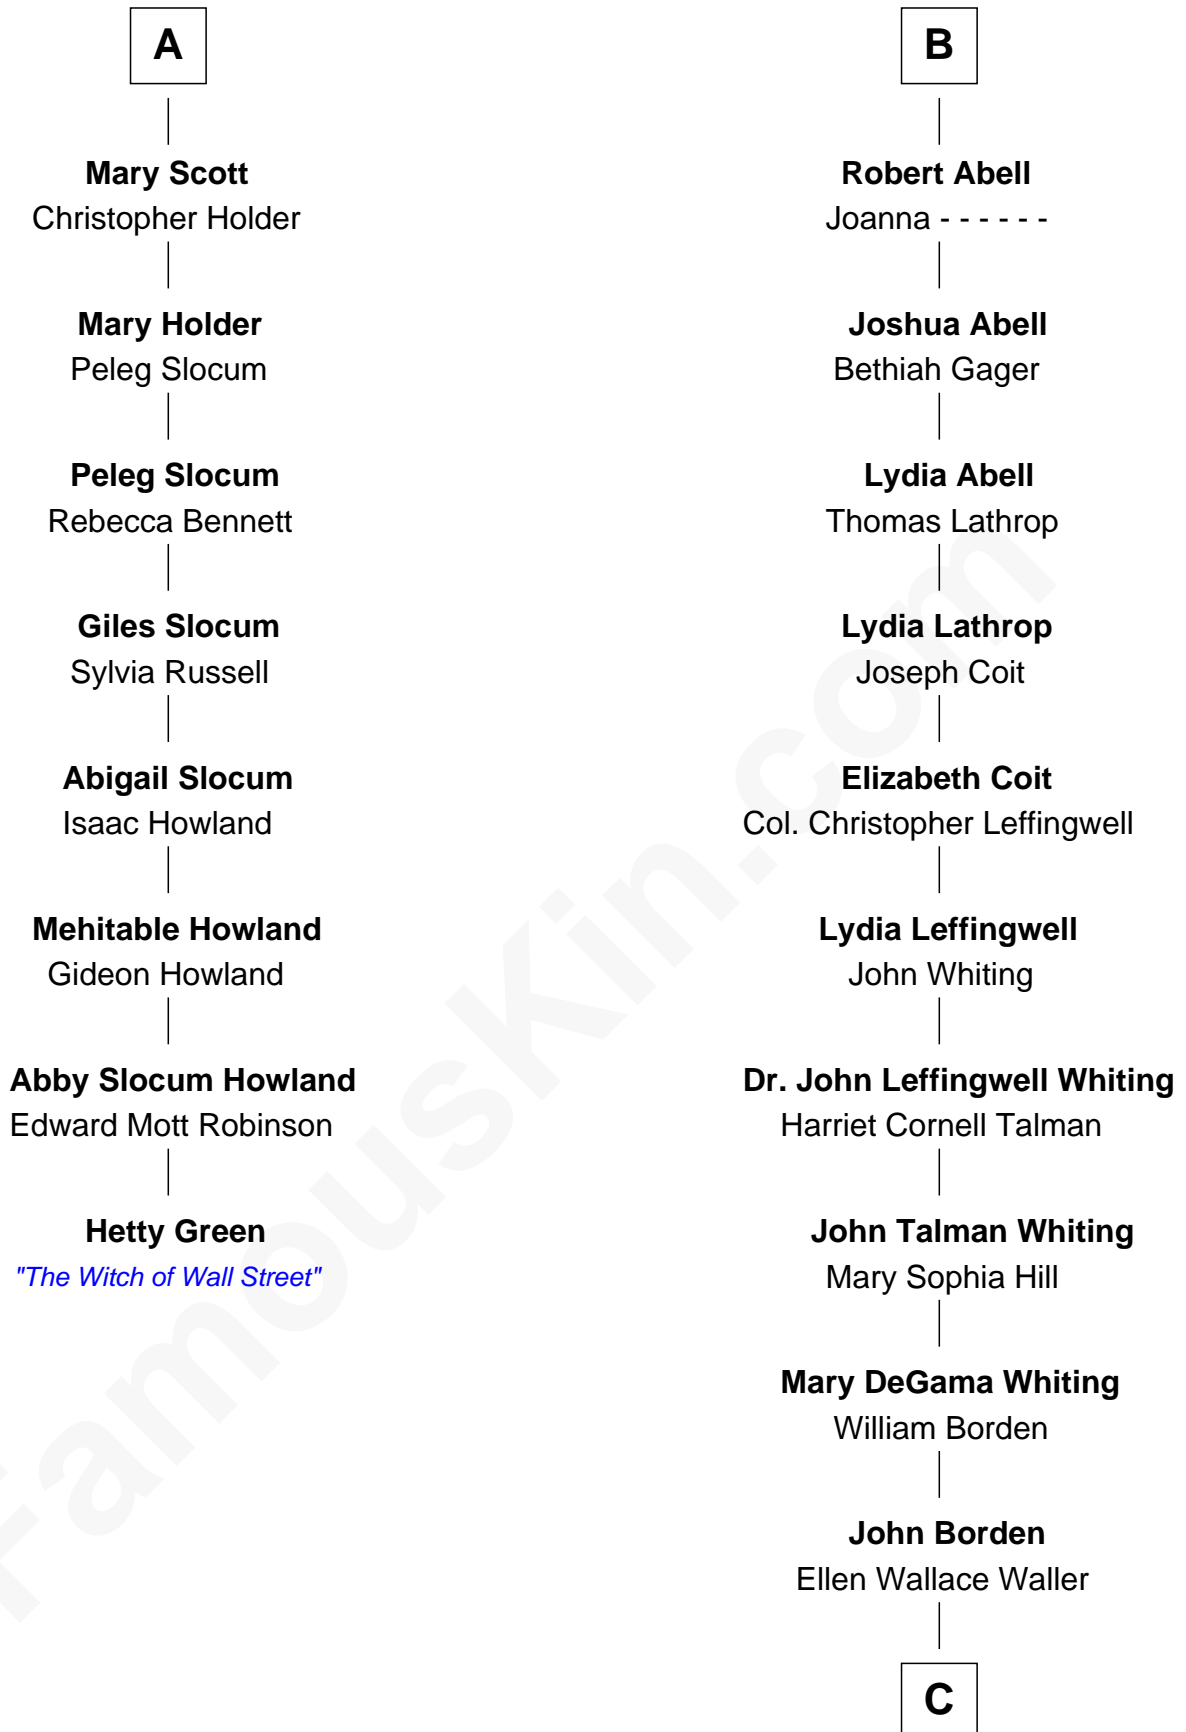 A
Mary Scott
Christopher Holder
Mary Holder
Peleg Slocum
Peleg Slocum
Rebecca Bennett
Giles Slocum
Sylvia Russell
Abigail Slocum
Isaac Howland
Mehitable Howland
Gideon Howland
Abby Slocum Howland
Edward Mott Robinson
Hetty Green
"The Witch of Wall Street"
B
Robert Abell
Joanna - - - - - -
Joshua Abell
Bethiah Gager
Lydia Abell
Thomas Lathrop
Lydia Lathrop
Joseph Coit
Elizabeth Coit
Col. Christopher Leffingwell
Lydia Leffingwell
John Whiting
Dr. John Leffingwell Whiting
Harriet Cornell Talman
John Talman Whiting
Mary Sophia Hill
Mary DeGama Whiting
William Borden
John Borden
Ellen Wallace Waller
C
FamousKin.com